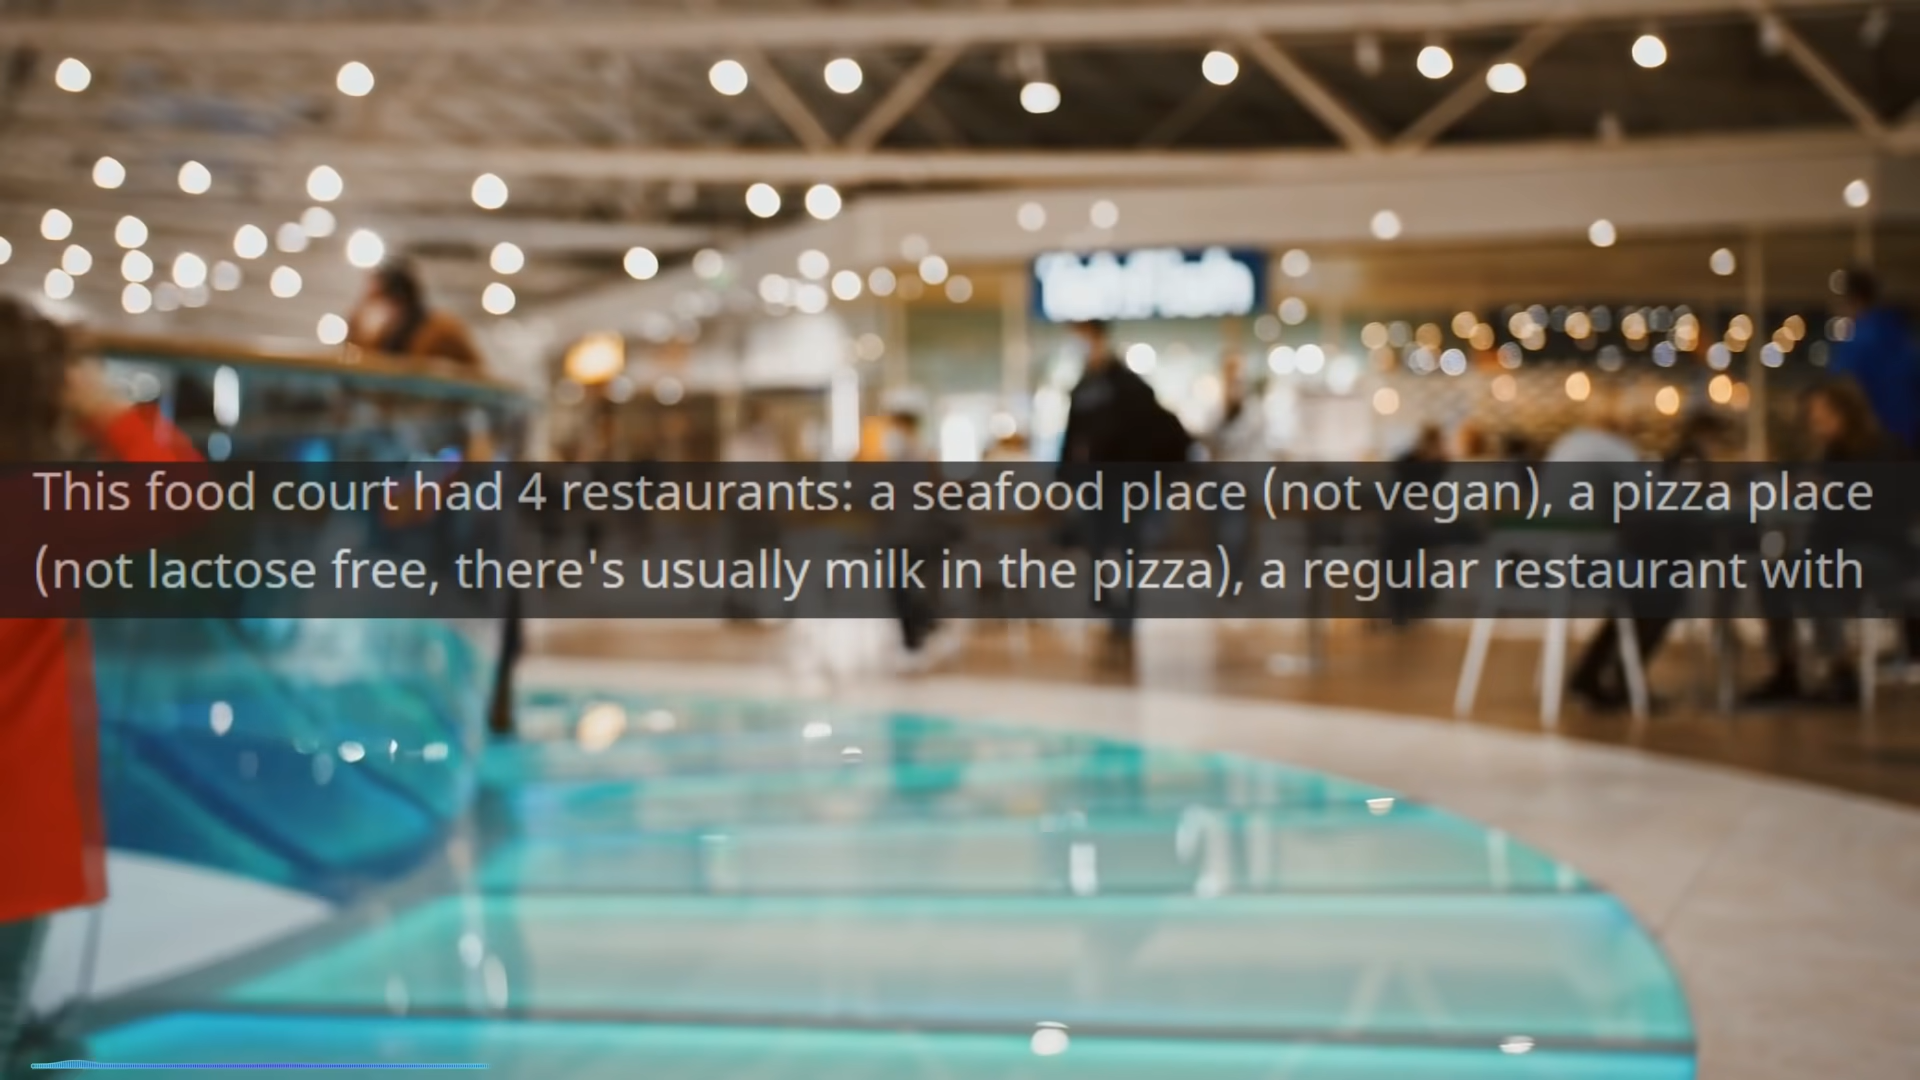 This food court had 4 restaurants: a seafood place (not vegan), a pizza place
(not lactose free, there's usually milk in the pizza), a regular restaurant with